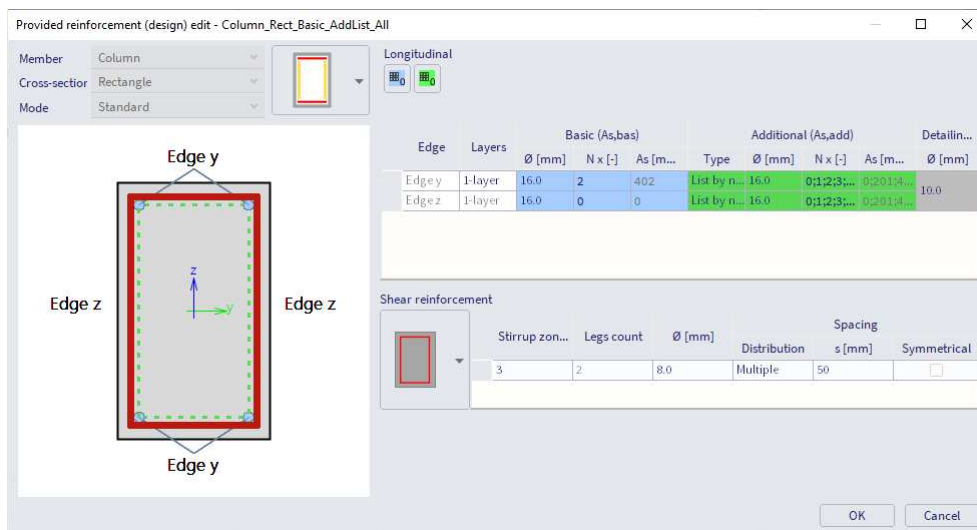 Provided reinforcement (design) edit - Column_Rect_Basic_AddList_All
Member Column
Cross-section Rectangle
Mode Standard
Longitudinal
Edge y
Edge z Edge z
z
y
Edge y
Basic (As,bas) Additional (As,add) Detailin...
Edge Layers Ø [mm] N x [-] As [m... Type Ø [mm] N x [-] As [m... Ø [mm]
Edge y 1-layer 16.0 2 402 List by n... 16.0 0;1;2;3;... 0;201;4... 10.0
Edge z 1-layer 16.0 0 0 List by n... 16.0 0;1;2;3;... 0;201;4...
Shear reinforcement
Stirrup zon... Legs count Ø [mm] Spacing
Distribution s [mm] Symmetrical
3 2 8.0 Multiple 50
OK Cancel